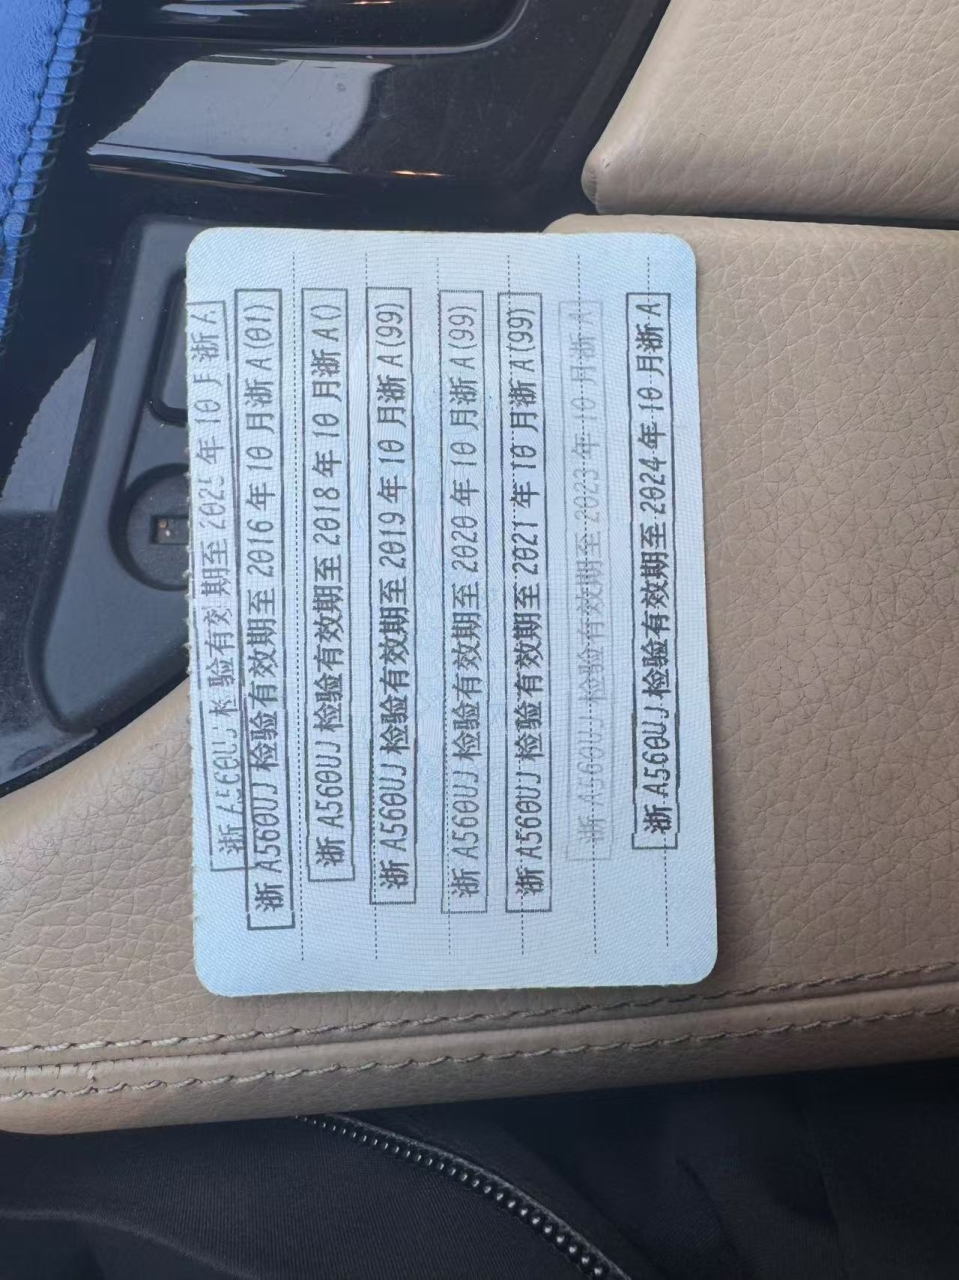 浙 A560UJ 检验有效期至 2025 年 10 月浙 A
浙 A560UJ 检验有效期至 2016 年 10 月浙 A(01)
浙 A560UJ 检验有效期至 2018 年 10 月浙 A()
浙 A560UJ 检验有效期至 2019 年 10 月浙 A(99)
浙 A560UJ 检验有效期至 2020 年 10 月浙 A(99)
浙 A560UJ 检验有效期至 2021 年 10 月浙 A(99)
浙 A560UJ 检验有效期至 2023 年 10 月浙 A()
浙 A560UJ 检验有效期至 2024 年 10 月浙 A